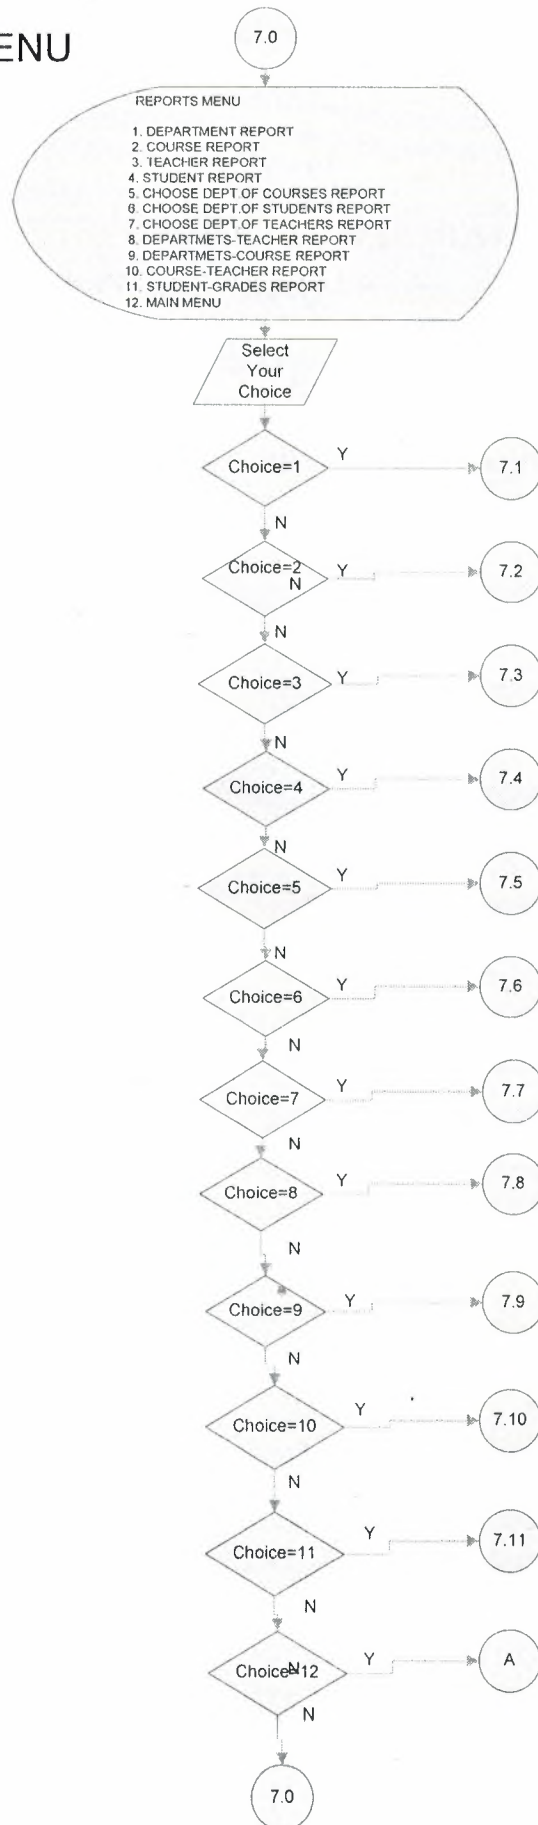 ENU
7.0
REPORTS MENU
1. DEPARTMENT REPORT
2. COURSE REPORT
3. TEACHER REPORT
4. STUDENT REPORT
5. CHOOSE DEPT.OF COURSES REPORT
6. CHOOSE DEPT.OF STUDENTS REPORT
7. CHOOSE DEPT.OF TEACHERS REPORT
8. DEPARTMETS-TEACHER REPORT
9. DEPARTMETS-COURSE REPORT
10. COURSE-TEACHER REPORT
11. STUDENT-GRADES REPORT
12. MAIN MENU
Select
Your
Choice
Choice=1 Y 7.1
N
Choice=2 Y 7.2
N
N
Choice=3 Y 7.3
N
Choice=4 Y 7.4
N
Choice=5 Y 7.5
N
Choice=6 Y 7.6
N
Choice=7 Y 7.7
N
Choice=8 Y 7.8
N
Choice=9 Y 7.9
N
Choice=10 Y 7.10
N
Choice=11 Y 7.11
N
N
Choice=12 Y A
N
7.0